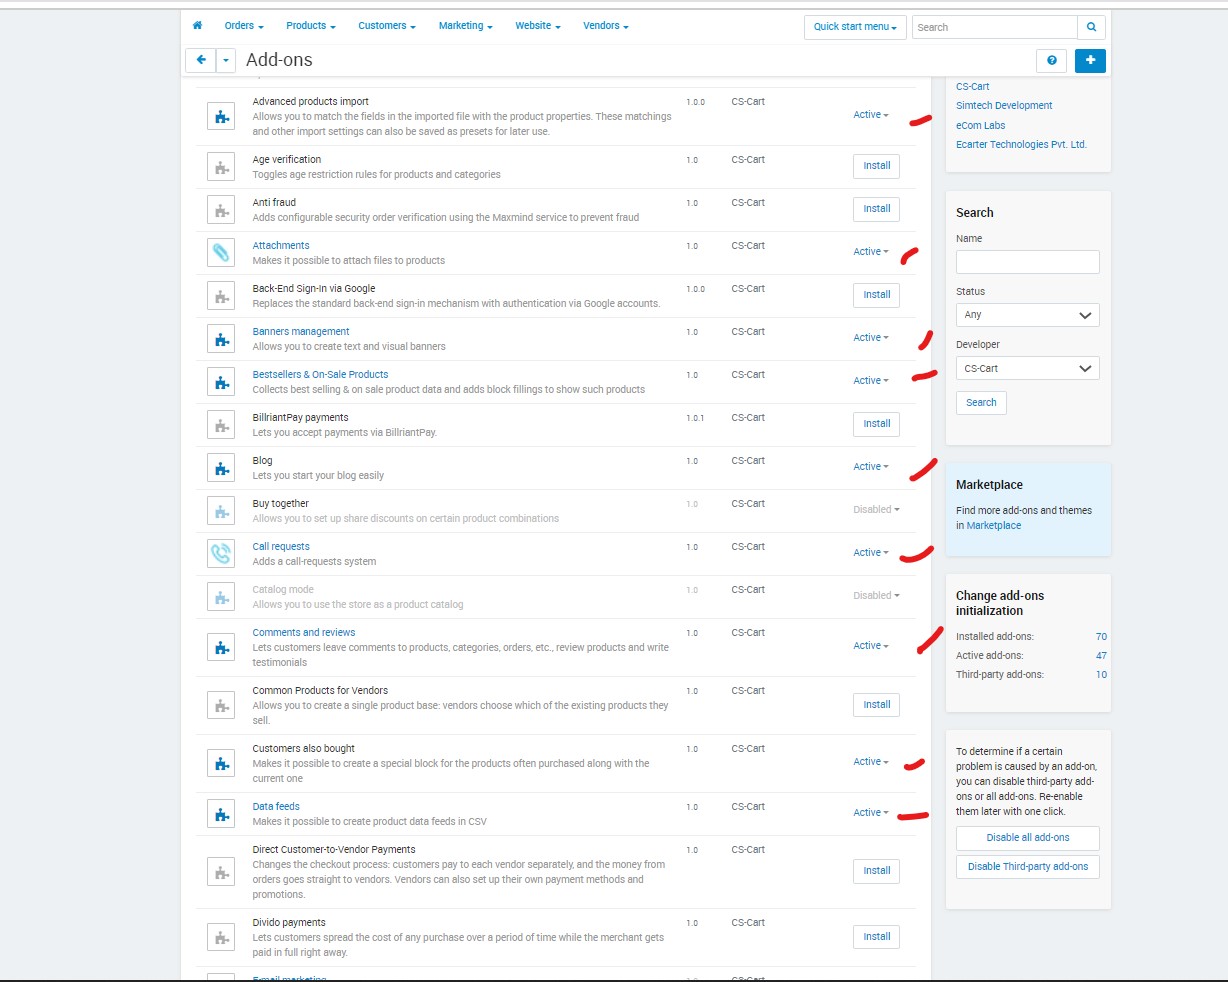 Orders Products Customers Marketing Website Vendors Quick start menu Search
Add-ons
Advanced products import 1.0.0 CS-Cart Active
Allows you to match the fields in the imported file with the product properties. These matchings
and other import settings can also be saved as presets for later use.
Age verification 1.0 CS-Cart Install
Toggles age restriction rules for products and categories
Anti fraud 1.0 CS-Cart Install
Adds configurable security order verification using the Maxmind service to prevent fraud
Attachments 1.0 CS-Cart Active
Makes it possible to attach files to products
Back-End Sign-In via Google 1.0.0 CS-Cart Install
Replaces the standard back-end sign-in mechanism with authentication via Google accounts.
Banners management 1.0 CS-Cart Active
Allows you to create text and visual banners
Bestsellers & On-Sale Products 1.0 CS-Cart Active
Collects best selling & on sale product data and adds block fillings to show such products
BillriantPay payments 1.0.1 CS-Cart Install
Lets you accept payments via BillriantPay.
Blog 1.0 CS-Cart Active
Lets you start your blog easily
Buy together 1.0 CS-Cart Disabled
Allows you to set up share discounts on certain product combinations
Call requests 1.0 CS-Cart Active
Adds a call-requests system
Catalog mode 1.0 CS-Cart Disabled
Allows you to use the store as a product catalog
Comments and reviews 1.0 CS-Cart Active
Lets customers leave comments to products, categories, orders, etc., review products and write
testimonials
Common Products for Vendors 1.0 CS-Cart Install
Allows you to create a single product base: vendors choose which of the existing products they
sell.
Customers also bought 1.0 CS-Cart Active
Makes it possible to create a special block for the products often purchased along with the
current one
Data feeds 1.0 CS-Cart Active
Makes it possible to create product data feeds in CSV
Direct Customer-to-Vendor Payments 1.0 CS-Cart Install
Changes the checkout process: customers pay to each vendor separately, and the money from
orders goes straight to vendors. Vendors can also set up their own payment methods and
promotions.
Divido payments 1.0 CS-Cart Install
Lets customers spread the cost of any purchase over a period of time while the merchant gets
paid in full right away.
E-mail marketing 1.0 CS-Cart
CS-Cart
Simtech Development
eCom Labs
Ecarter Technologies Pvt. Ltd.
Search
Name
Status
Any
Developer
CS-Cart
Search
Marketplace
Find more add-ons and themes
in Marketplace
Change add-ons
initialization
Installed add-ons: 70
Active add-ons: 47
Third-party add-ons: 10
To determine if a certain
problem is caused by an add-on,
you can disable third-party add-
ons or all add-ons. Re-enable
them later with one click.
Disable all add-ons
Disable Third-party add-ons